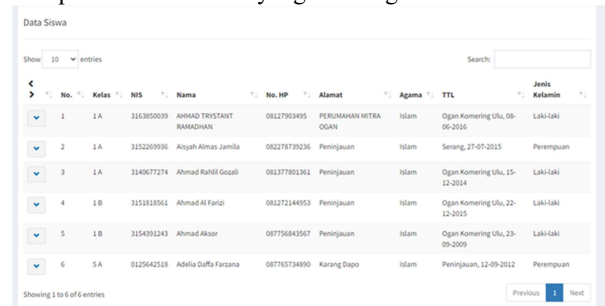 Data Siswa
Show 10 entries Search:
No. Kelas NIS Nama No. HP Alamat Agama TTL Jenis Kelamin
1 1 A 3163850039 AHMAD TRYSTANT RAMADHAN 08127903495 PERUMAHAN MITRA OGAN Islam Ogan Komering Ulu, 08-06-2016 Laki-laki
2 1 A 3152269936 Aisyah Almas Jamila 082278739236 Peninjauan Islam Serang, 27-07-2015 Perempuan
3 1 A 3140677274 Ahmad Rahlil Gozali 081377801361 Peninjauan Islam Ogan Komering Ulu, 15-12-2014 Laki-laki
4 1 B 3151818561 Ahmad Al Farizi 081272144953 Peninjauan Islam Ogan Komering Ulu, 22-12-2015 Laki-laki
5 1 B 3154391243 Ahmad Aksor 087756843567 Peninjauan Islam Ogan Komering Ulu, 23-09-2009 Laki-laki
6 5 A 0125642518 Adelia Daffa Farzana 087765734890 Karang Dapo Islam Peninjauan, 12-09-2012 Perempuan
Showing 1 to 6 of 6 entries Previous 1 Next